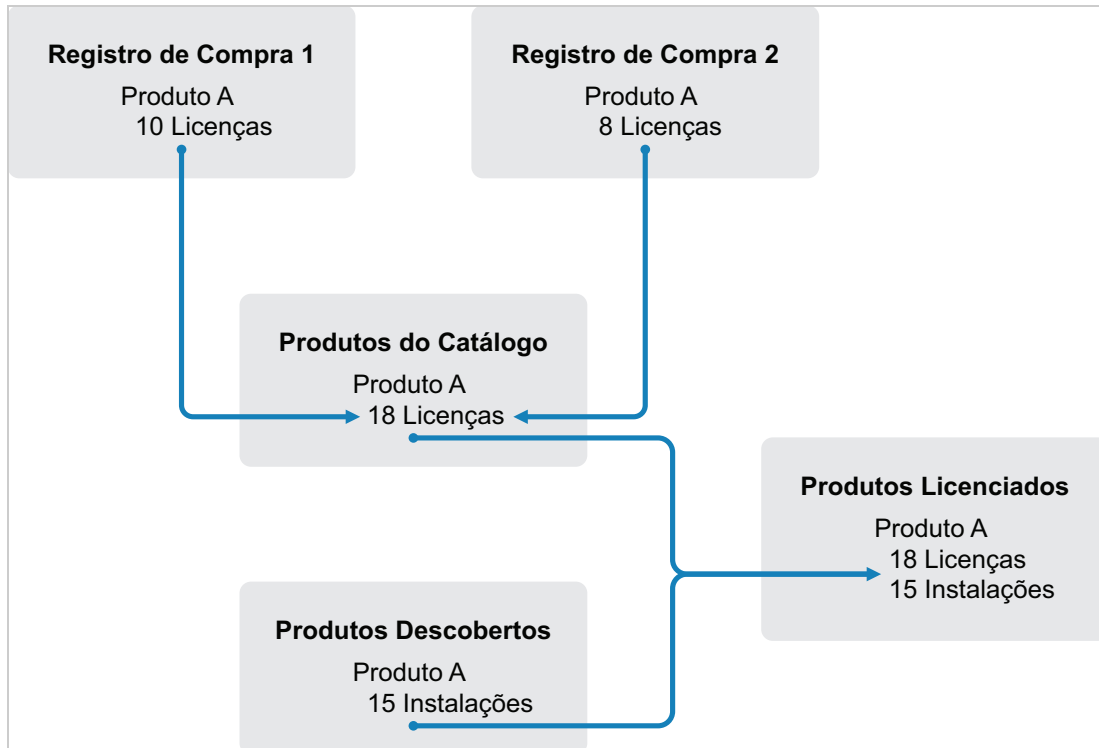 Registro de Compra 1
Produto A
10 Licenças
Registro de Compra 2
Produto A
8 Licenças
Produtos do Catálogo
Produto A
18 Licenças
Produtos Licenciados
Produto A
18 Licenças
15 Instalações
Produtos Descobertos
Produto A
15 Instalações